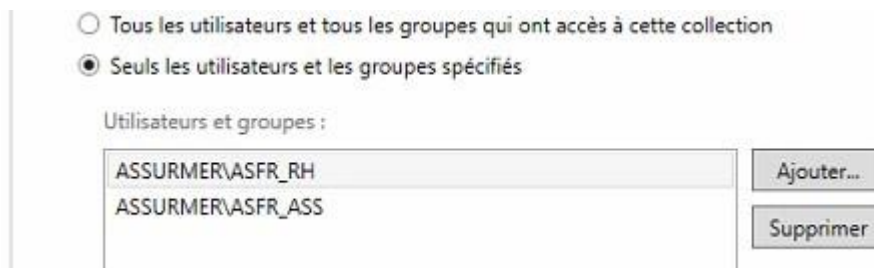 Tous les utilisateurs et tous les groupes qui ont accès à cette collection
Seuls les utilisateurs et les groupes spécifiés
Utilisateurs et groupes :
ASSURMER\ASFR_RH
Ajouter...
ASSURMER\ASFR_ASS
Supprimer